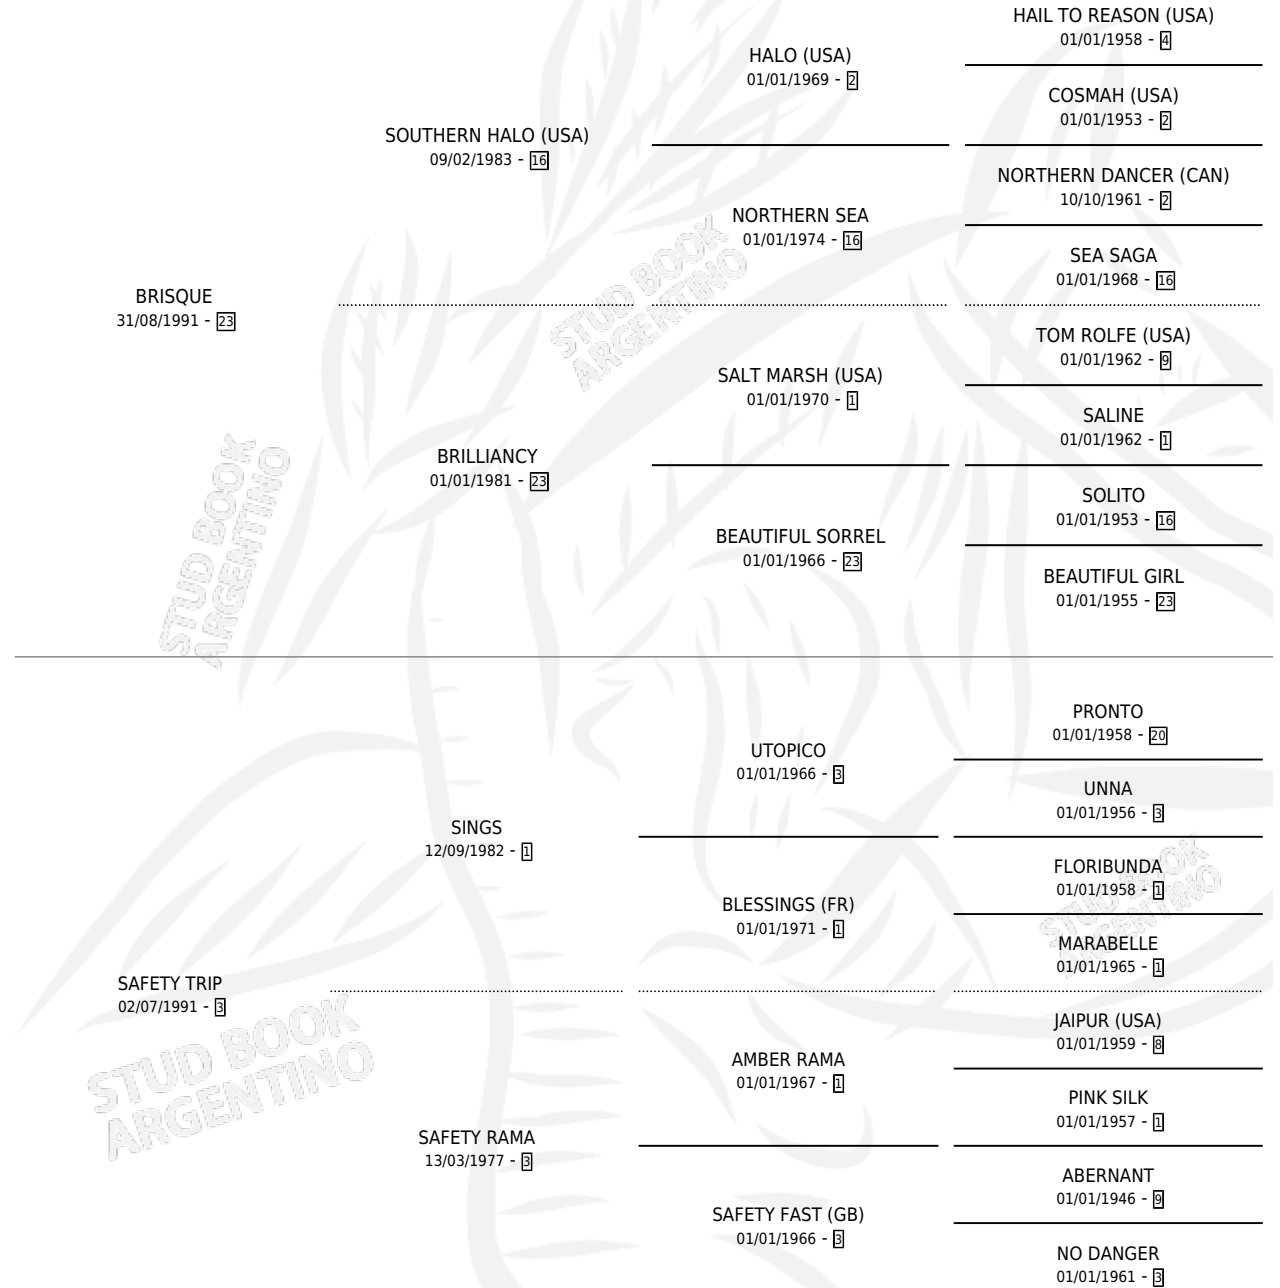 HAIL TO REASON (USA)
01/01/1958 - 4
HALO (USA)
01/01/1969 - 2
COSMAH (USA)
01/01/1953 - 2
SOUTHERN HALO (USA)
09/02/1983 - 16
NORTHERN DANCER (CAN)
10/10/1961 - 2
NORTHERN SEA
01/01/1974 - 16
SEA SAGA
01/01/1968 - 16
BRISQUE
31/08/1991 - 23
STUD BOOK
ARGENTINO
TOM ROLFE (USA)
01/01/1962 - 9
SALT MARSH (USA)
01/01/1970 - 1
SALINE
01/01/1962 - 1
BRILLIANCY
01/01/1981 - 23
SOLITO
01/01/1953 - 16
BEAUTIFUL SORREL
01/01/1966 - 23
BEAUTIFUL GIRL
01/01/1955 - 23
STUD BOOK
ARGENTINO
PRONTO
01/01/1958 - 20
UTOPICO
01/01/1966 - 3
UNNA
01/01/1956 - 3
SINGS
12/09/1982 - 1
FLORIBUNDA
01/01/1958 - 1
BLESSINGS (FR)
01/01/1971 - 1
STUD BOOK
ARGENTINO
MARABELLE
01/01/1965 - 1
SAFETY TRIP
02/07/1991 - 3
STUD BOOK
ARGENTINO
JAIPUR (USA)
01/01/1959 - 8
AMBER RAMA
01/01/1967 - 1
PINK SILK
01/01/1957 - 1
SAFETY RAMA
13/03/1977 - 3
ABERNANT
01/01/1946 - 9
SAFETY FAST (GB)
01/01/1966 - 3
NO DANGER
01/01/1961 - 3